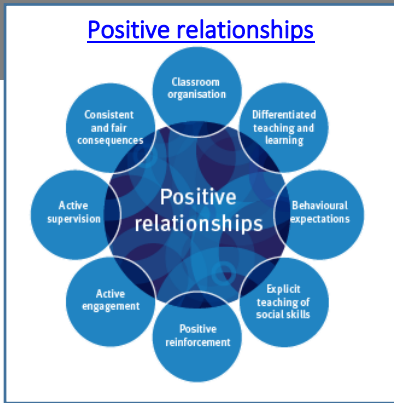 Positive relationships
Classroom
organisation
Differentiated
teaching and
learning
Behavioural
expectations
Explicit
teaching of
social skills
Positive
reinforcement
Active
engagement
Active
supervision
Consistent
and fair
consequences
Positive
relationships